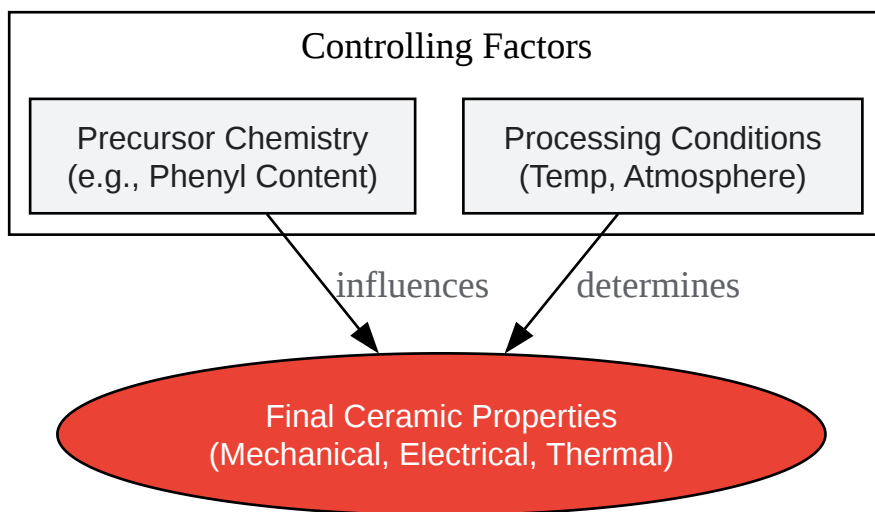 Controlling Factors
Precursor Chemistry
(e.g., Phenyl Content)
Processing Conditions
(Temp, Atmosphere)
influences
determines
Final Ceramic Properties
(Mechanical, Electrical, Thermal)